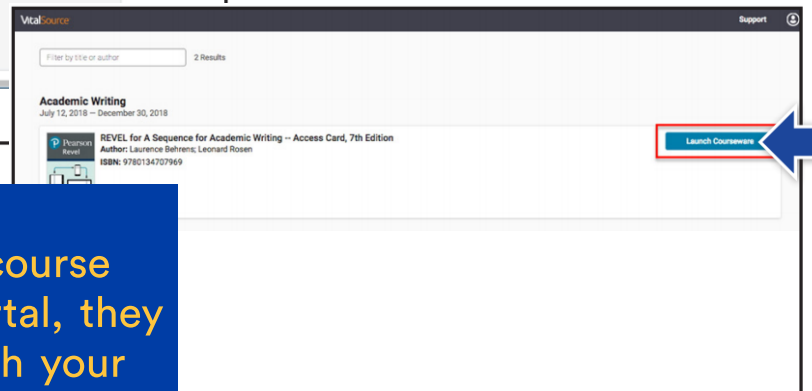 VitalSource
Support
Filter by title or author
2 Results
Academic Writing
July 12, 2018 — December 30, 2018
Pearson
Revel
REVEL for A Sequence for Academic Writing -- Access Card, 7th Edition
Author: Laurence Behrens; Leonard Rosen
ISBN: 9780134707969
Launch Courseware
course
they
your